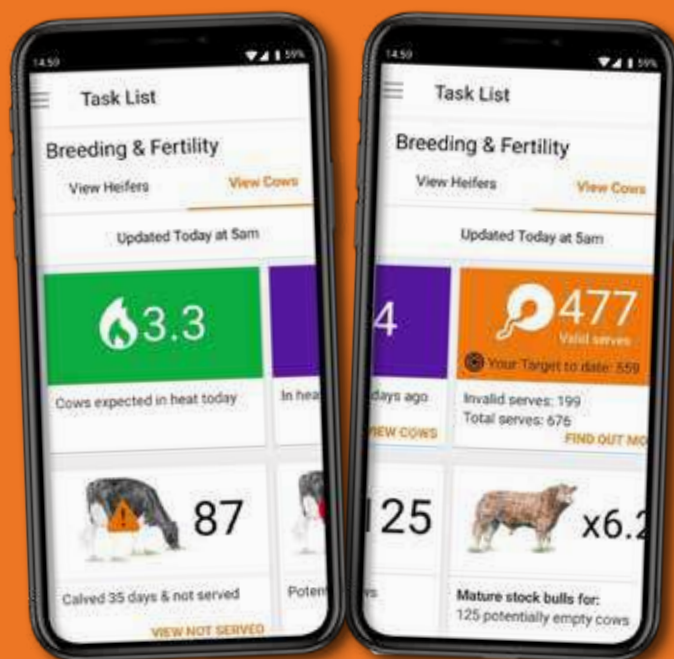 14.59
59%
Task List
Breeding & Fertility
View Heifers
View Cows
Updated Today at 5am
3.3
Cows expected in heat today
In hea
87
Calved 35 days & not served
VIEW NOT SERVED
Poten
14.59
59%
Task List
Breeding & Fertility
View Heifers
View Cows
Updated Today at 5am
4
days ago
VIEW COWS
477
Valid serves
Your Target to date: 559
Invalid serves: 199
Total serves: 676
FIND OUT MO
125
ws
x6.2
Mature stock bulls for:
125 potentially empty cows